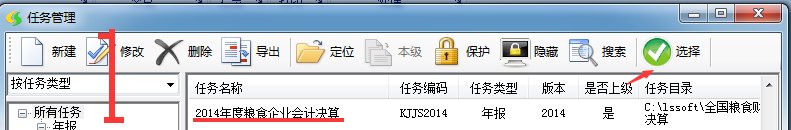 任务管理
新建 修改 删除 导出 定位 本级 保护 隐藏 搜索 选择
按任务类型
任务名称 任务编码 任务类型 版本 是否上级 任务目录
所有任务
2014年度粮食企业会计决算 KJJS2014 年报 2014 是 C:\lssoft\全国粮食财
决算
年报